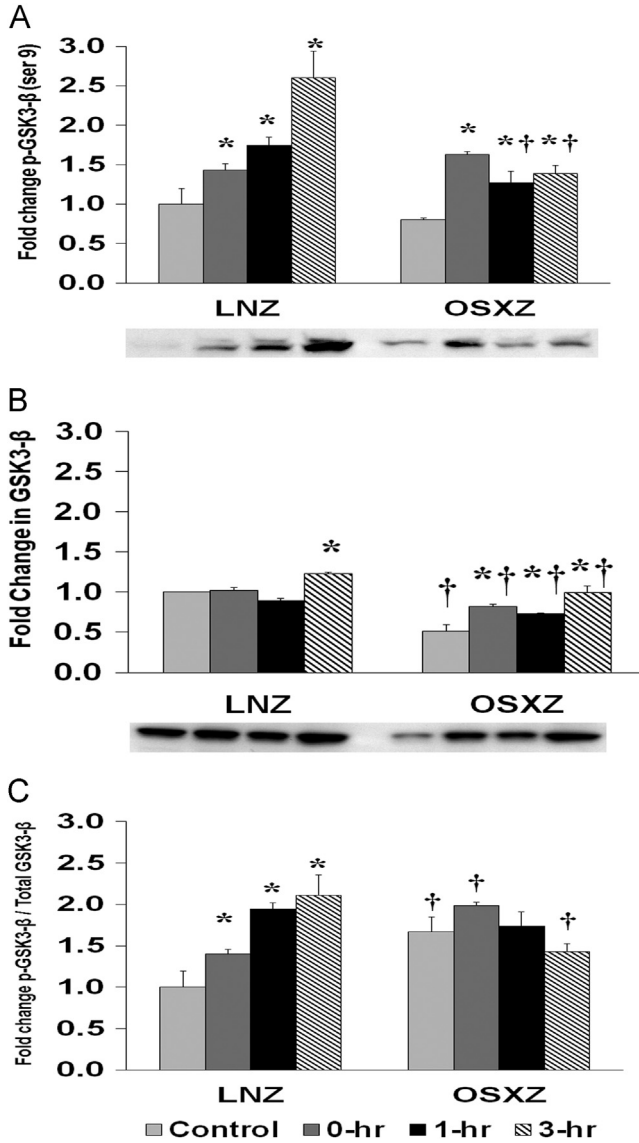 A
Fold change p-GSK3-β (ser 9)
3.0
2.5
2.0
1.5
1.0
0.5
0.0
*
*
*
*
* † * †
LNZ OSXZ
B
Fold Change in GSK3-β
3.0
2.5
2.0
1.5
1.0
0.5
0.0
*
†
* † * † * †
LNZ OSXZ
C
Fold change p-GSK3-β / Total GSK3-β
3.0
2.5
2.0
1.5
1.0
0.5
0.0
*
*
*
†
†
†
LNZ OSXZ
Control 0-hr 1-hr 3-hr